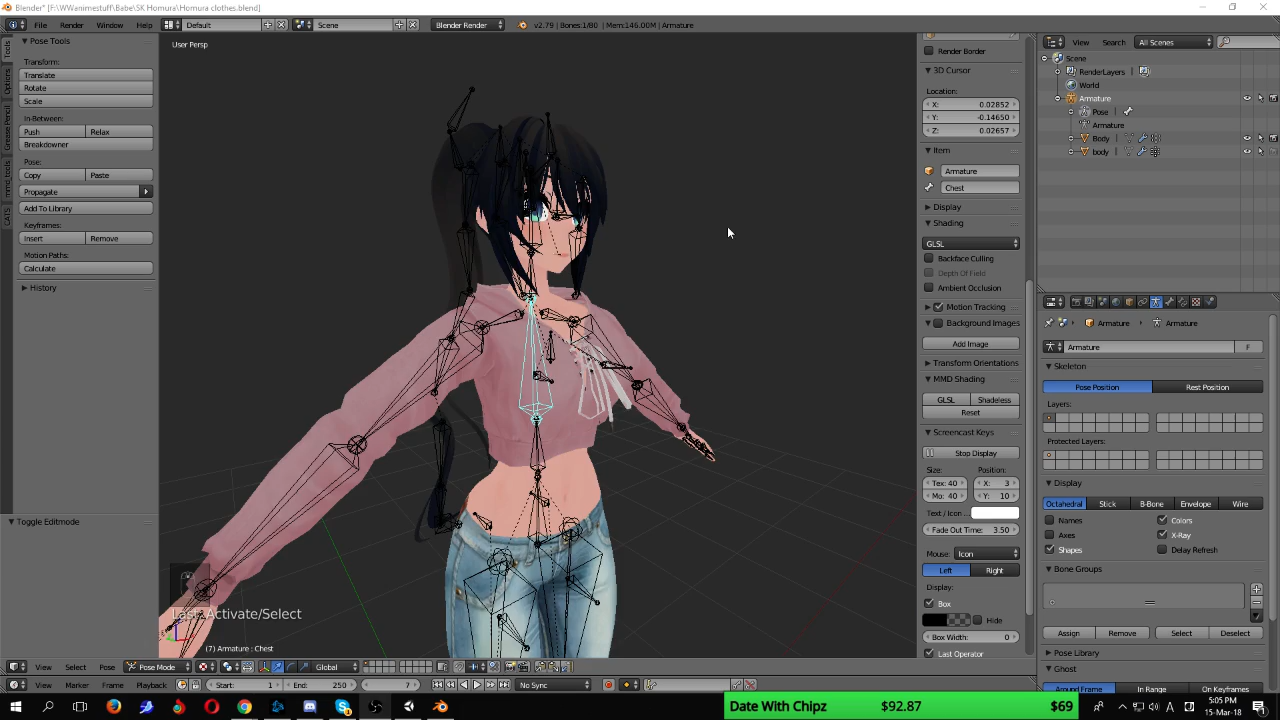 Blender* [F:\WWanimestuff\Babe\SK Homura\Homura clothes.blend]
File Render Window Help Default Scene Blender Render v2.79 | Bones:1/80 | Mem:146.00M | Armature
Tools
Options
Grease Pencil
mmd_tools
CATS
Pose Tools
Transform:
Translate
Rotate
Scale
In-Between:
Push Relax
Breakdowner
Pose:
Copy Paste
Propagate
Add To Library
Keyframes:
Insert Remove
Motion Paths:
Calculate
History
Toggle Editmode
User Persp
Last: Activate/Select
(7) Armature : Chest
Render Border
3D Cursor
Location:
X: 0.02852
Y: -0.14650
Z: 0.02657
Item
Armature
Chest
Display
Shading
GLSL
Backface Culling
Depth Of Field
Ambient Occlusion
Motion Tracking
Background Images
Add Image
Transform Orientations
MMD Shading
GLSL Shadeless
Reset
Screencast Keys
Stop Display
Size: Position:
Tex: 40 X: 3
Mo: 40 Y: 10
Text / Icon ...
Fade Out Time: 3.50
Mouse: Icon
Left Right
Display:
Box
Hide
Box Width: 0
Last Operator
View Search All Scenes
Scene
RenderLayers
World
Armature
Pose
Armature
Body
body
Armature Armature
Armature F
Skeleton
Pose Position Rest Position
Layers:
Protected Layers:
Display
Octahedral Stick B-Bone Envelope Wire
Names Colors
Axes X-Ray
Shapes Delay Refresh
Bone Groups
Assign Remove Select Deselect
Pose Library
Ghost
Around Frame In Range On Keyframes
View Select Pose Pose Mode Global
View Marker Frame Playback Start: 1 End: 250 7 No Sync
Date With Chipz $92.87 $69
5:05 PM
15-Mar-18